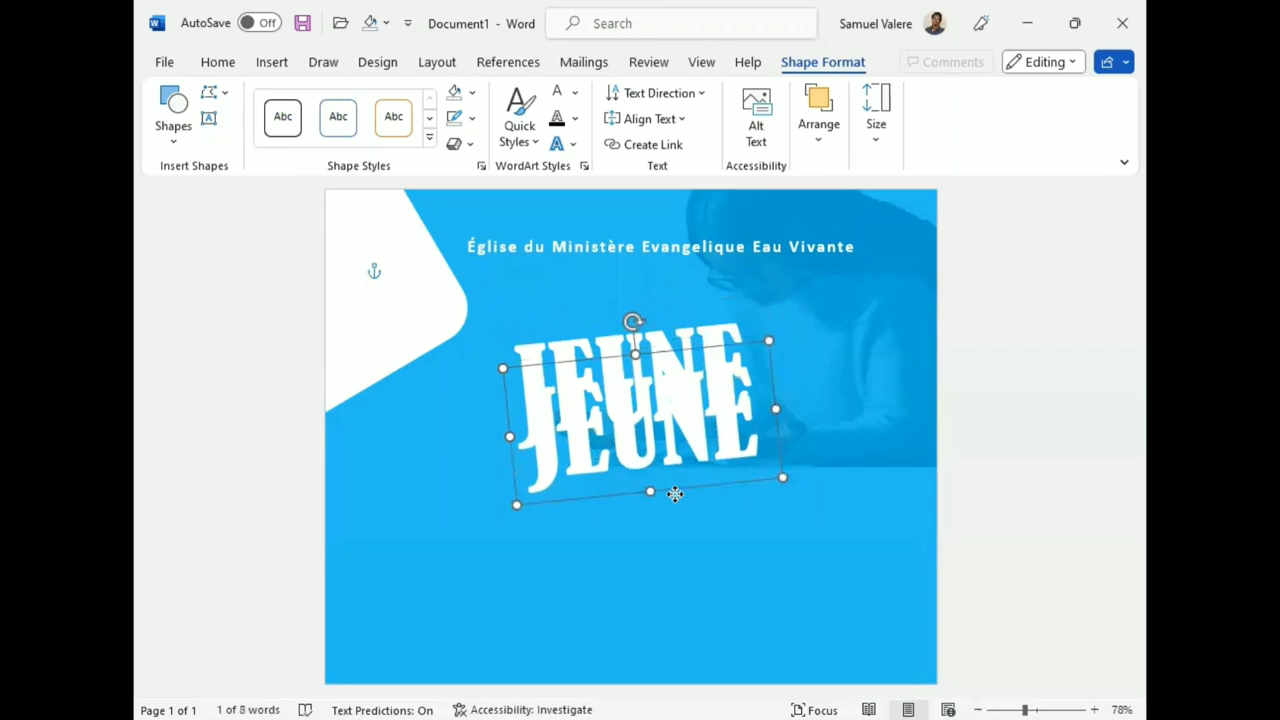 AutoSave Off Document1 - Word Search Samuel Valere
File Home Insert Draw Design Layout References Mailings Review View Help Shape Format Comments Editing
Shapes
Insert Shapes
Abc Abc Abc
Shape Styles
Quick Styles
A
A
A
WordArt Styles
Text Direction
Align Text
Create Link
Text
Alt Text
Accessibility
Arrange
Size
Église du Ministère Evangelique Eau Vivante
JEUNE
JEUNE
Page 1 of 1 1 of 8 words Text Predictions: On Accessibility: Investigate Focus 78%